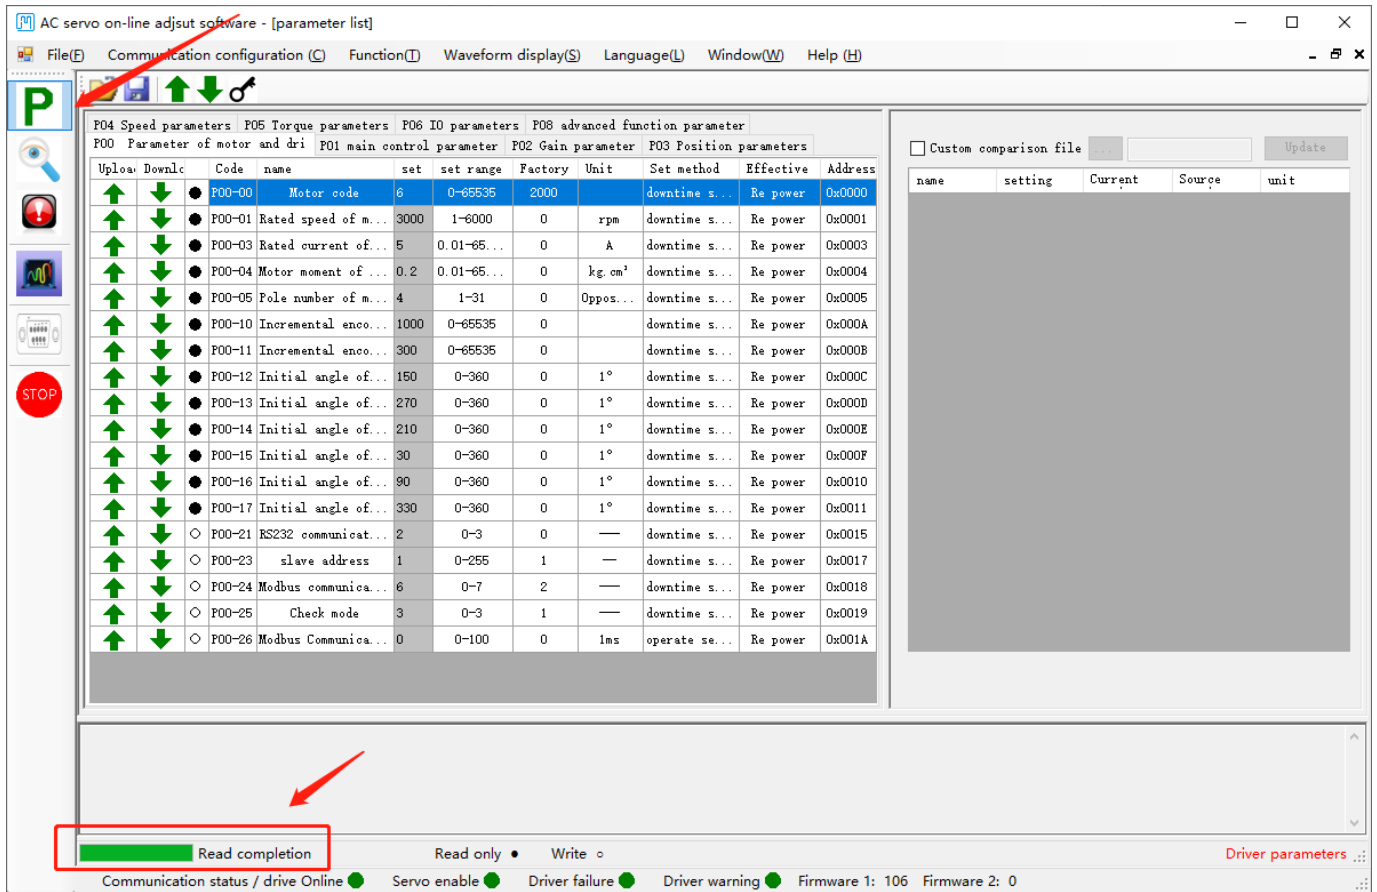 AC servo on-line adjsut software - [parameter list]
File(F) Communication configuration (C) Function(T) Waveform display(S) Language(L) Window(W) Help (H)
P
P04 Speed parameters P05 Torque parameters P06 IO parameters P08 advanced function parameter
P00 Parameter of motor and dri P01 main control parameter P02 Gain parameter P03 Position parameters
Custom comparison file ... Update
Uploa Downlc Code name set set range Factory Unit Set method Effective Address
name setting Current Source unit
P00-00 Motor code 6 0-65535 2000 downtime s... Re power 0x0000
P00-01 Rated speed of m... 3000 1-6000 0 rpm downtime s... Re power 0x0001
P00-03 Rated current of... 5 0.01-65... 0 A downtime s... Re power 0x0003
P00-04 Motor moment of ... 0.2 0.01-65... 0 kg.cm² downtime s... Re power 0x0004
P00-05 Pole number of m... 4 1-31 0 Oppos... downtime s... Re power 0x0005
P00-10 Incremental enco... 1000 0-65535 0 downtime s... Re power 0x000A
P00-11 Incremental enco... 300 0-65535 0 downtime s... Re power 0x000B
P00-12 Initial angle of... 150 0-360 0 1° downtime s... Re power 0x000C
P00-13 Initial angle of... 270 0-360 0 1° downtime s... Re power 0x000D
P00-14 Initial angle of... 210 0-360 0 1° downtime s... Re power 0x000E
P00-15 Initial angle of... 30 0-360 0 1° downtime s... Re power 0x000F
P00-16 Initial angle of... 90 0-360 0 1° downtime s... Re power 0x0010
P00-17 Initial angle of... 330 0-360 0 1° downtime s... Re power 0x0011
P00-21 RS232 communicat... 2 0-3 0 — downtime s... Re power 0x0015
P00-23 slave address 1 0-255 1 — downtime s... Re power 0x0017
P00-24 Modbus communica... 6 0-7 2 — downtime s... Re power 0x0018
P00-25 Check mode 3 0-3 1 — downtime s... Re power 0x0019
P00-26 Modbus Communica... 0 0-100 0 1ms operate se... Re power 0x001A
STOP
Read completion Read only ● Write ○ Driver parameters
Communication status / drive Online Servo enable Driver failure Driver warning Firmware 1: 106 Firmware 2: 0